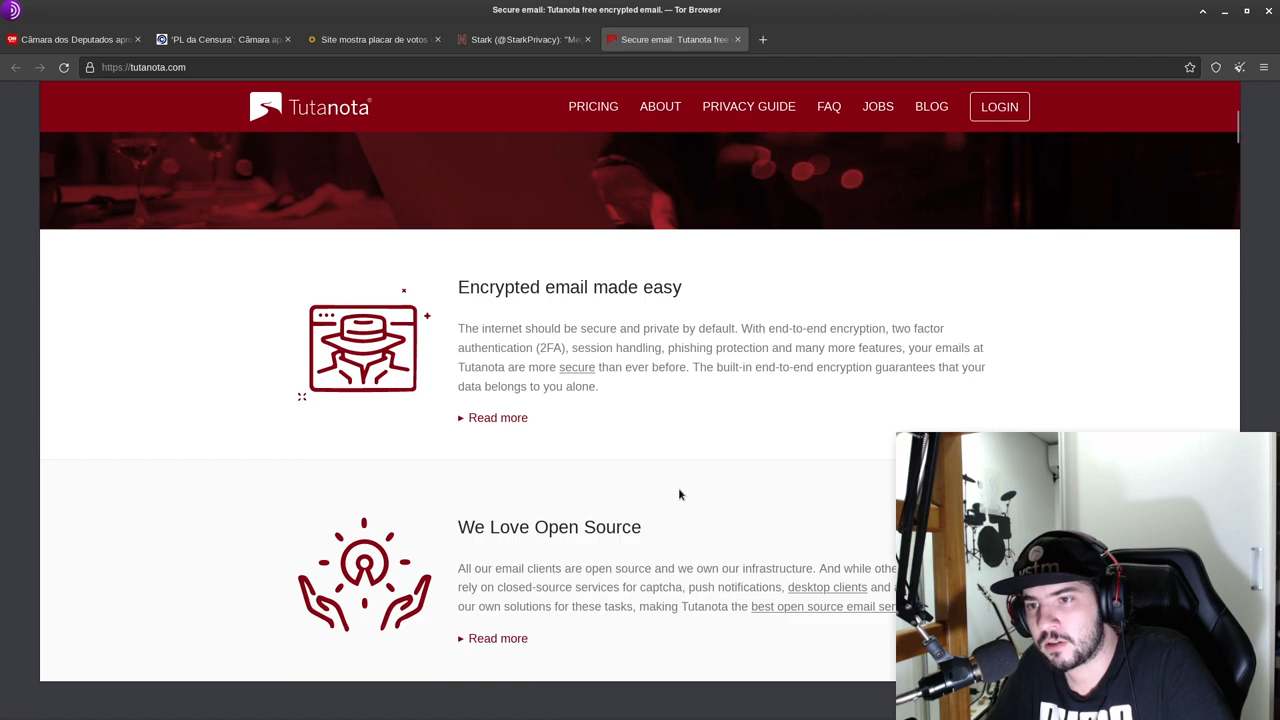 Secure email: Tutanota free encrypted email. — Tor Browser
Câmara dos Deputados apro
'PL da Censura': Câmara ap
Site mostra placar de votos
Stark (@StarkPrivacy): "Me
Secure email: Tutanota free
https://tutanota.com
Tutanota
PRICING
ABOUT
PRIVACY GUIDE
FAQ
JOBS
BLOG
LOGIN
Encrypted email made easy
The internet should be secure and private by default. With end-to-end encryption, two factor
authentication (2FA), session handling, phishing protection and many more features, your emails at
Tutanota are more secure than ever before. The built-in end-to-end encryption guarantees that your
data belongs to you alone.
▸ Read more
We Love Open Source
All our email clients are open source and we own our infrastructure. And while othe
rely on closed-source services for captcha, push notifications, desktop clients and
our own solutions for these tasks, making Tutanota the best open source email ser
▸ Read more